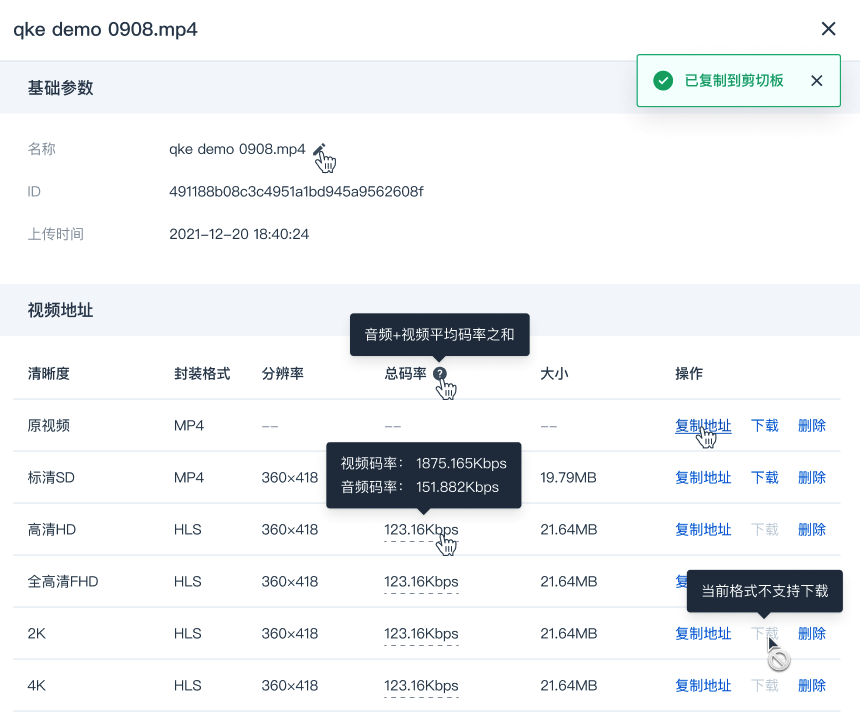 qke demo 0908.mp4
已复制到剪切板
基础参数
名称 qke demo 0908.mp4
ID 491188b08c3c4951a1bd945a9562608f
上传时间 2021-12-20 18:40:24
视频地址
音频+视频平均码率之和
清晰度 封装格式 分辨率 总码率 ? 大小 操作
原视频 MP4 -- -- -- 复制地址 下载 删除
视频码率： 1875.165Kbps
音频码率： 151.882Kbps
标清SD MP4 360×418 19.79MB 复制地址 下载 删除
高清HD HLS 360×418 123.16Kbps 21.64MB 复制地址 下载 删除
全高清FHD HLS 360×418 123.16Kbps 21.64MB
当前格式不支持下载
2K HLS 360×418 123.16Kbps 21.64MB 复制地址 下载 删除
4K HLS 360×418 123.16Kbps 21.64MB 复制地址 下载 删除